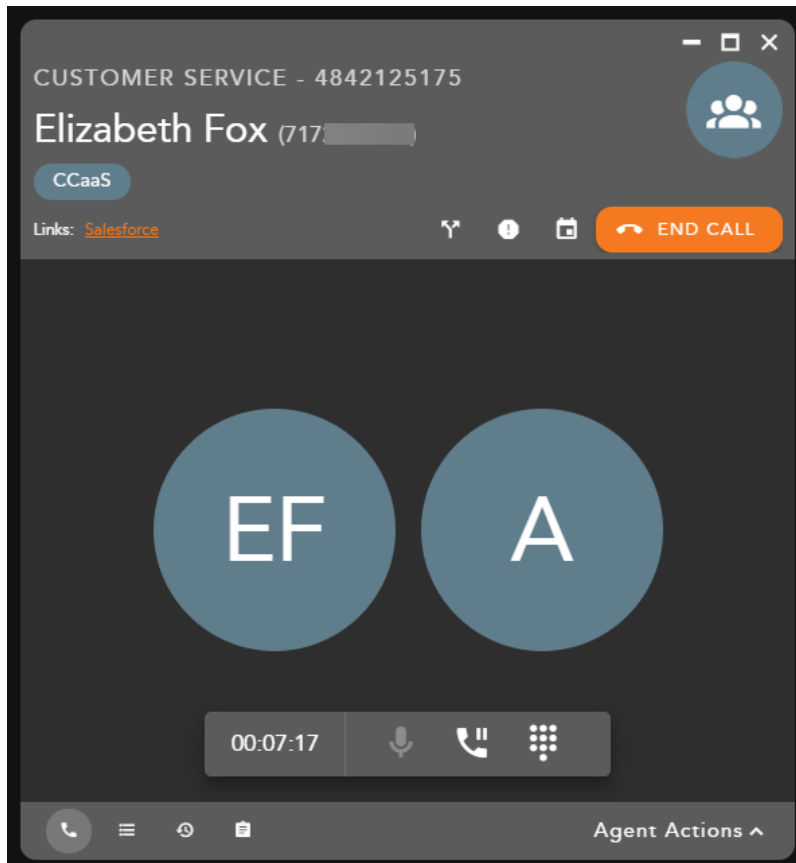 CUSTOMER SERVICE - 4842125175
Elizabeth Fox (717
CCaaS
Links: Salesforce
END CALL
EF
A
00:07:17
Agent Actions